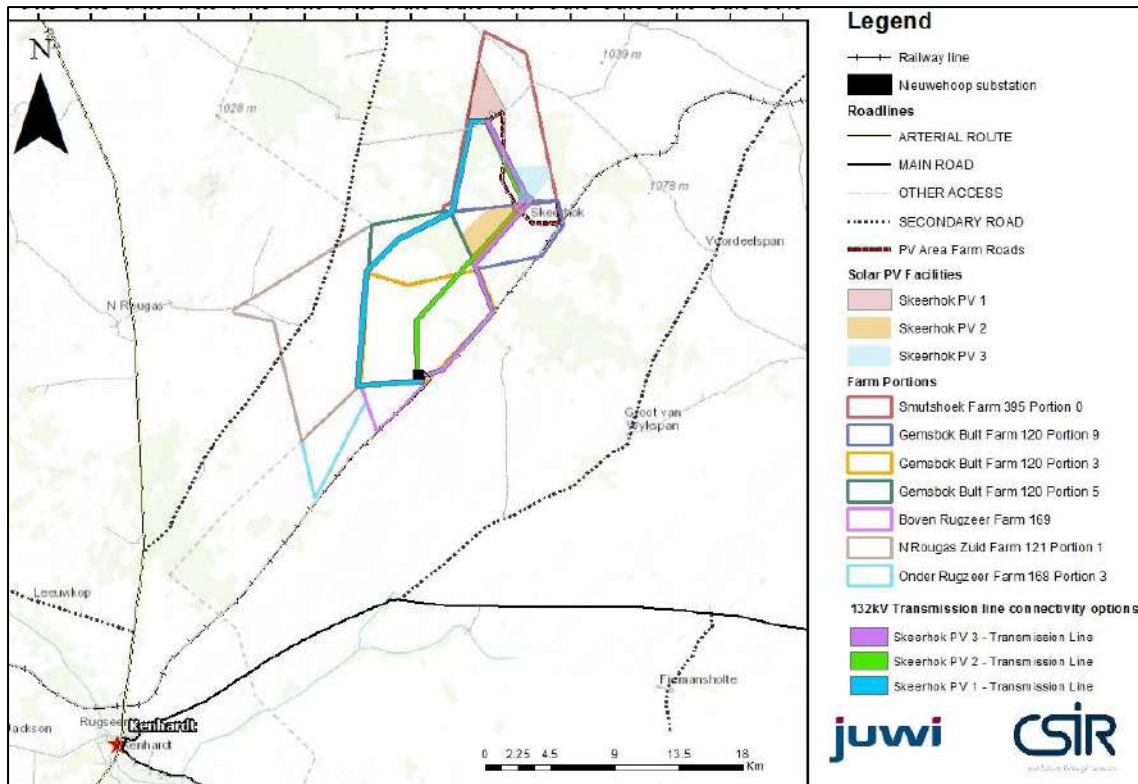 N
1039 m
1028 m
1078 m
Skeerhok
Voordeelspan
N Rougas
Groot van
Wykspan
Leeuwkop
Rugseer
Kenhardt
Kenhardt
Jackson
0 2.25 4.5 9 13.5 18
Km
Legend
Railway line
Nieuwehoop substation
Roadlines
ARTERIAL ROUTE
MAIN ROAD
OTHER ACCESS
SECONDARY ROAD
PV Area Farm Roads
Solar PV Facilities
Skeerhok PV 1
Skeerhok PV 2
Skeerhok PV 3
Farm Portions
Smutshoek Farm 395 Portion 0
Gemsbok Bult Farm 120 Portion 9
Gemsbok Bult Farm 120 Portion 3
Gemsbok Bult Farm 120 Portion 5
Boven Rugzeer Farm 169
N'Rougas Zuid Farm 121 Portion 1
Onder Rugzeer Farm 168 Portion 3
132kV Transmission line connectivity options
Skeerhok PV 3 - Transmission Line
Skeerhok PV 2 - Transmission Line
Skeerhok PV 1 - Transmission Line
juwi
CSIR